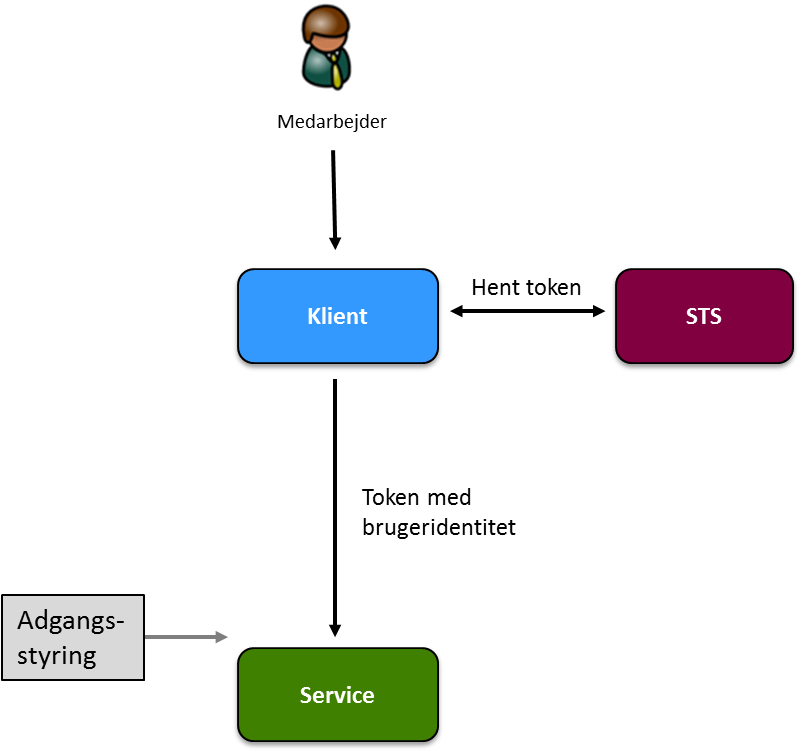 Medarbejder
Hent token
Klient
STS
Token med
brugeridentitet
Adgangs-
styring
Service